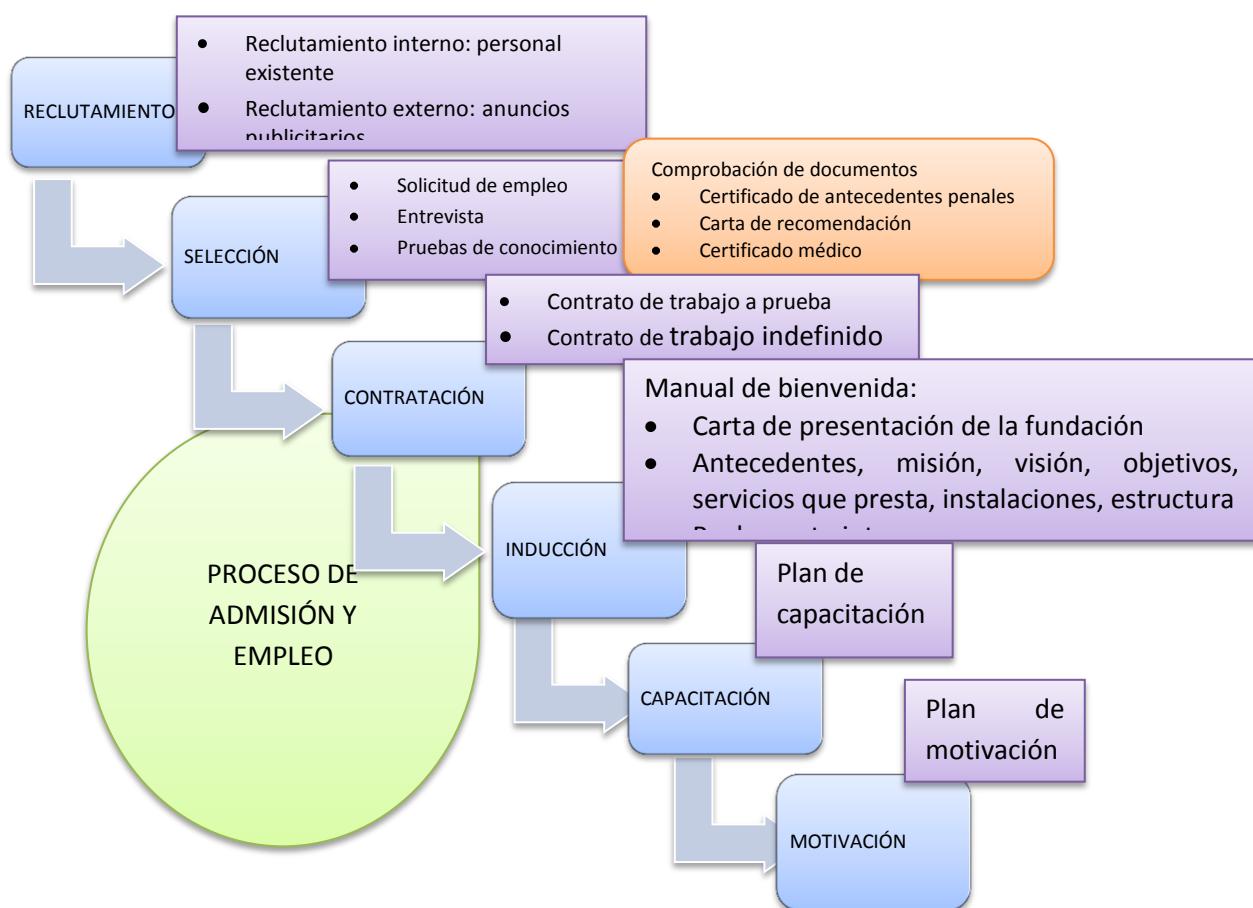 • Reclutamiento interno: personal
existente
• Reclutamiento externo: anuncios
publicitarios
RECLUTAMIENTO
• Solicitud de empleo
• Entrevista
• Pruebas de conocimiento
SELECCIÓN
Comprobación de documentos
• Certificado de antecedentes penales
• Carta de recomendación
• Certificado médico
• Contrato de trabajo a prueba
• Contrato de trabajo indefinido
CONTRATACIÓN
Manual de bienvenida:
• Carta de presentación de la fundación
• Antecedentes, misión, visión, objetivos,
servicios que presta, instalaciones, estructura
INDUCCIÓN
PROCESO DE
ADMISIÓN Y
EMPLEO
Plan de
capacitación
CAPACITACIÓN
Plan de
motivación
MOTIVACIÓN